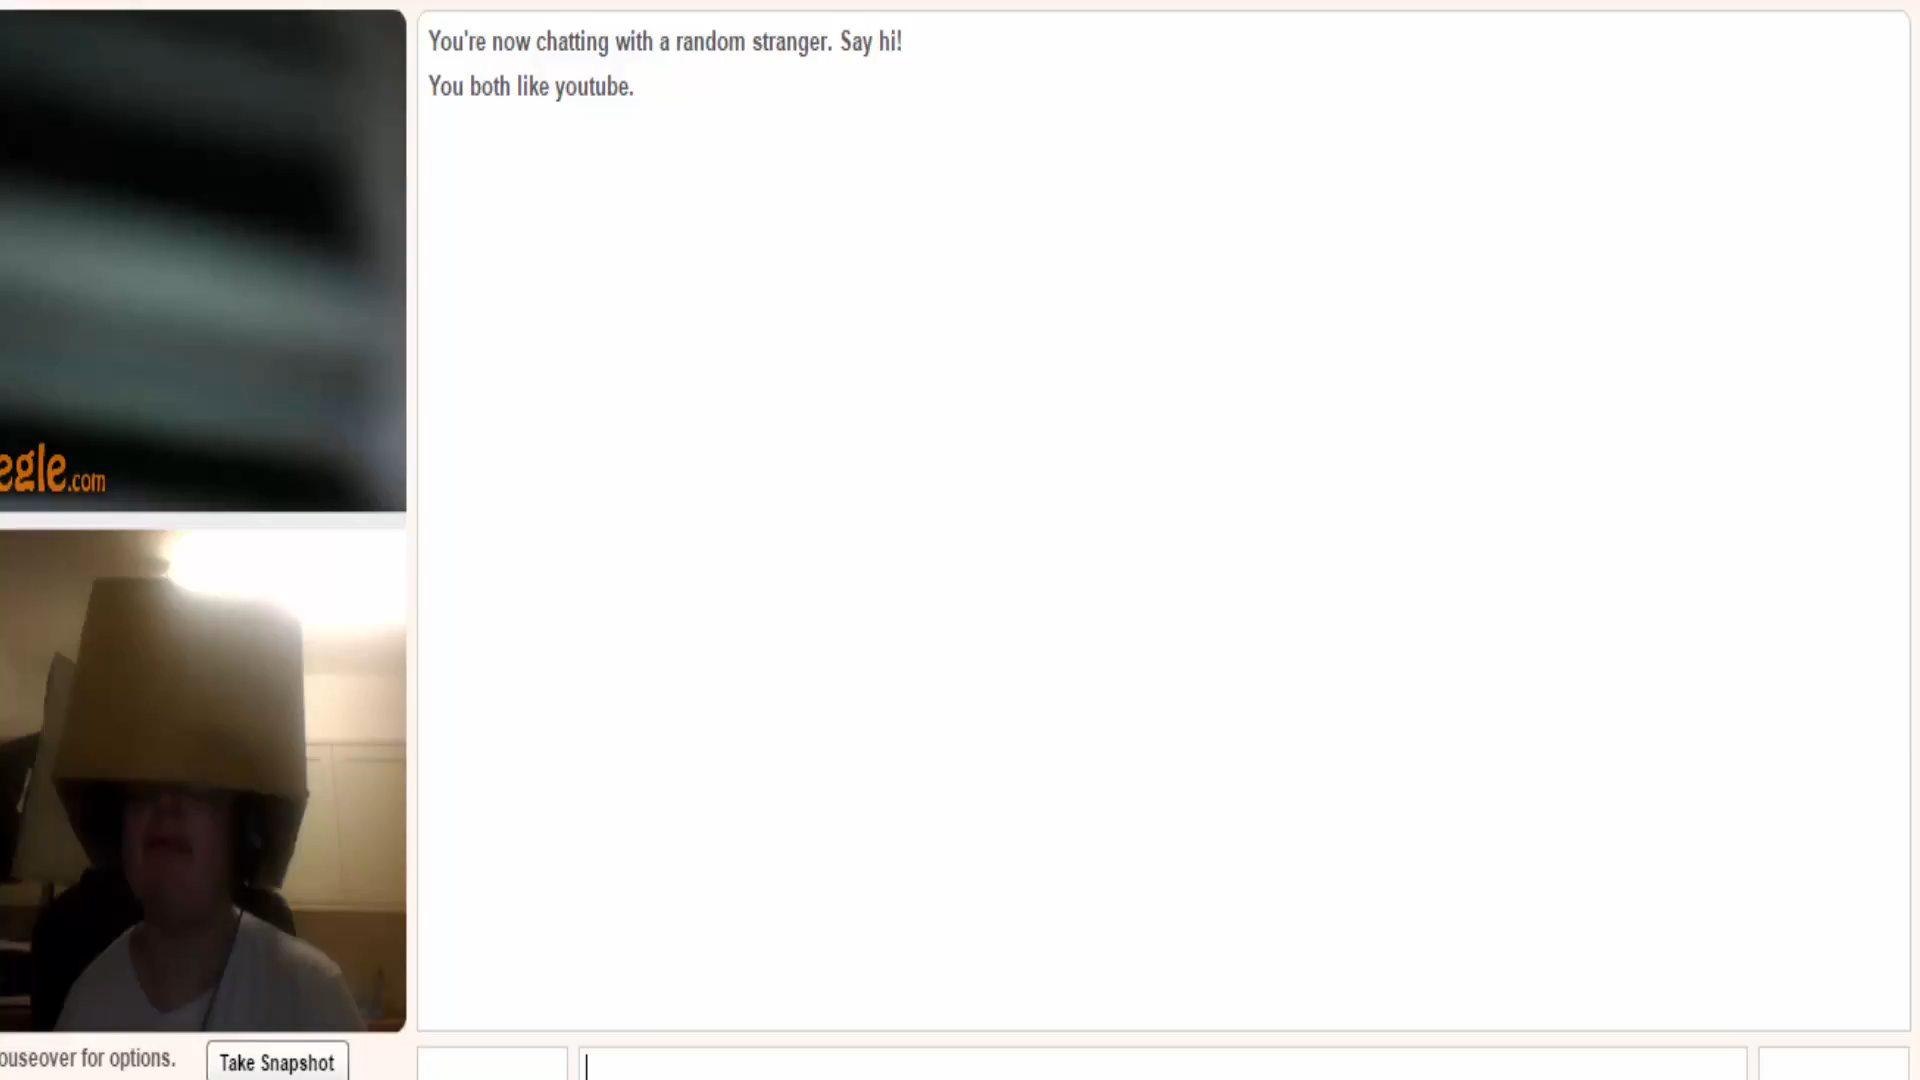 You're now chatting with a random stranger. Say hi!
You both like youtube.
egle.com
ouseover for options.
Take Snapshot